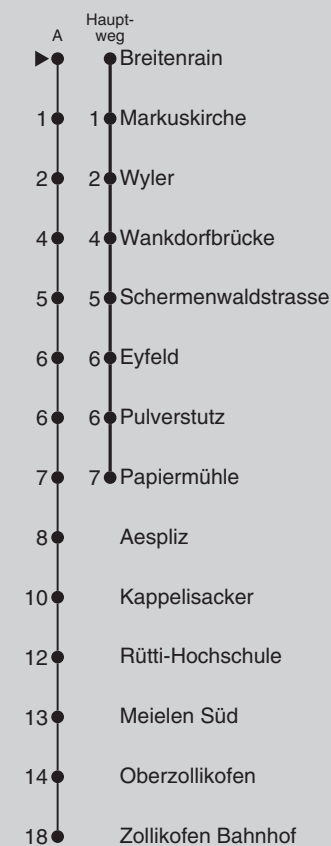 A Haupt-
weg
Breitenrain
1 1 Markuskirche
2 2 Wyler
4 4 Wankdorfbrücke
5 5 Schermenwaldstrasse
6 6 Eyfeld
6 6 Pulverstutz
7 7 Papiermühle
8 Aespliz
10 Kappelisacker
12 Rütti-Hochschule
13 Meielen Süd
14 Oberzollikofen
18 Zollikofen Bahnhof